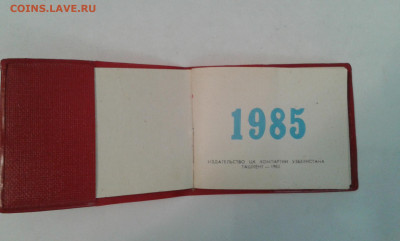 COINS.LAVE.RU
1985
ИЗДАТЕЛЬСТВО ЦК КОМПАРТИИ УЗБЕКИСТАНА
ТАШКЕНТ —